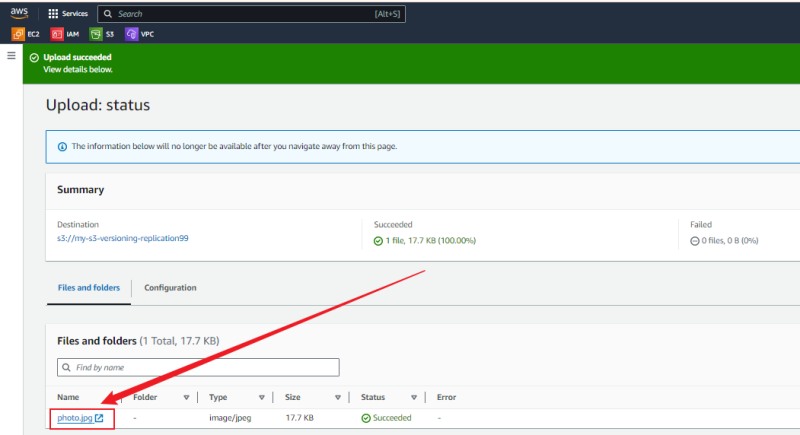 aws Services Search [Alt+S]
EC2 IAM S3 VPC
Upload succeeded
View details below.
Upload: status
The information below will no longer be available after you navigate away from this page.
Summary
Destination Succeeded Failed
s3://my-s3-versioning-replication99 1 file, 17.7 KB (100.00%) 0 files, 0 B (0%)
Files and folders Configuration
Files and folders (1 Total, 17.7 KB)
Find by name
Name Folder Type Size Status Error
photo.jpg - image/jpeg 17.7 KB Succeeded -